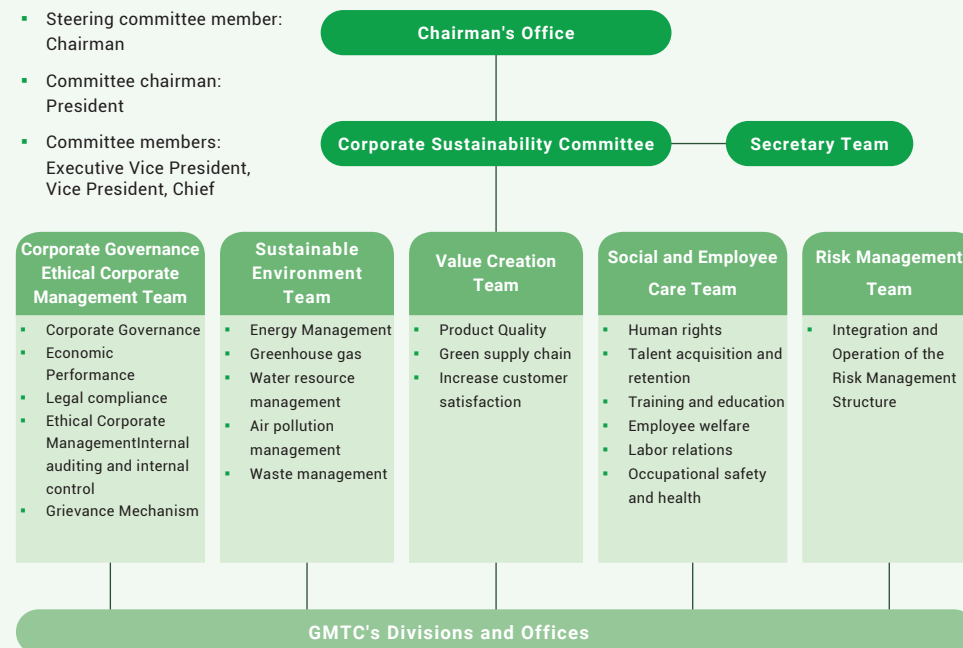 Steering committee member:
Chairman
Committee chairman:
President
Committee members:
Executive Vice President,
Vice President, Chief
Chairman's Office
Corporate Sustainability Committee
Secretary Team
Corporate Governance
Ethical Corporate
Management Team
Corporate Governance
Economic
Performance
Legal compliance
Ethical Corporate
ManagementInternal
auditing and internal
control
Grievance Mechanism
Sustainable
Environment
Team
Energy Management
Greenhouse gas
Water resource
management
Air pollution
management
Waste management
Value Creation
Team
Product Quality
Green supply chain
Increase customer
satisfaction
Social and Employee
Care Team
Human rights
Talent acquisition and
retention
Training and education
Employee welfare
Labor relations
Occupational safety
and health
Risk Management
Team
Integration and
Operation of the
Risk Management
Structure
GMTC's Divisions and Offices